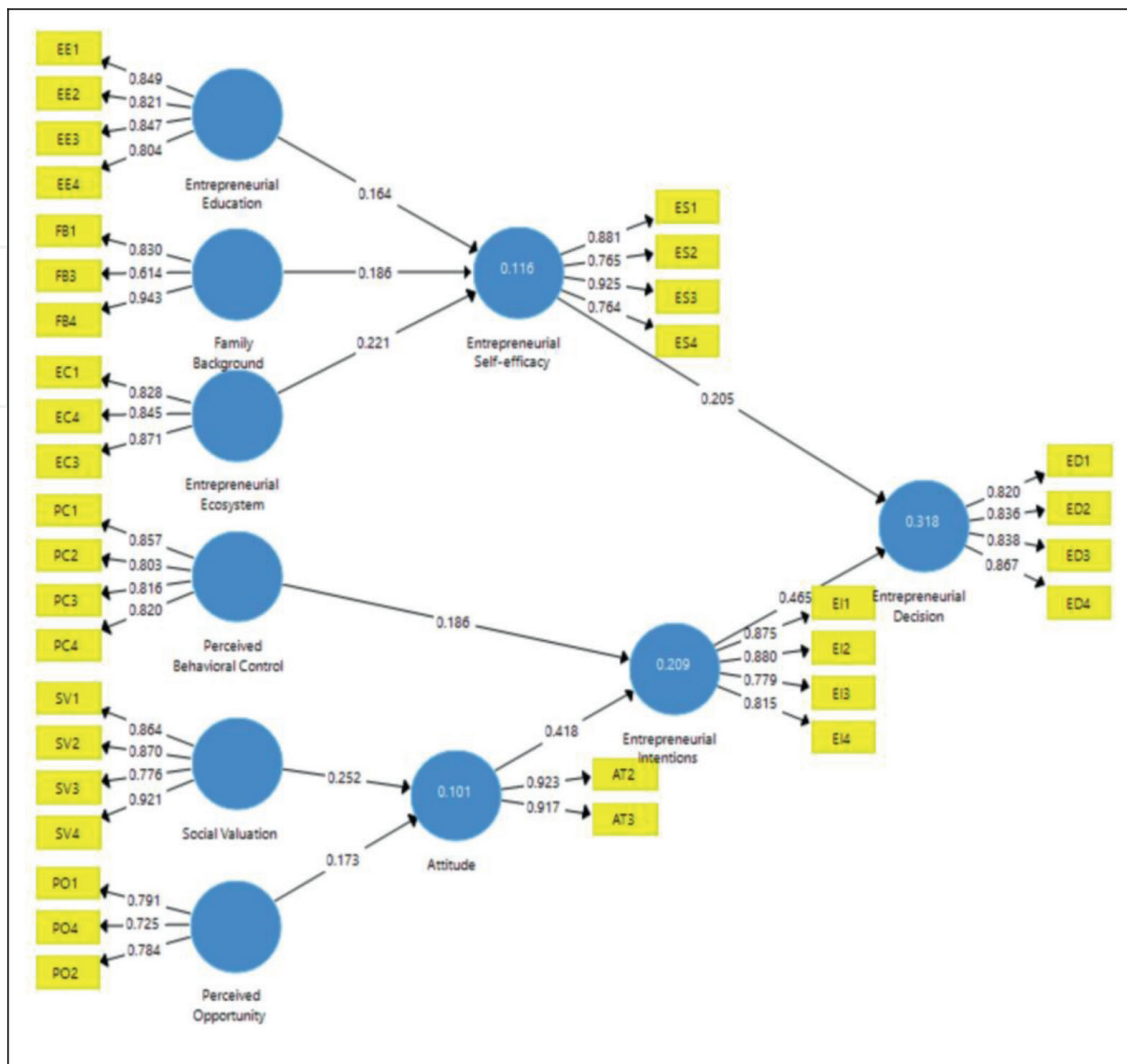 EE1
0.849
EE2
0.821
EE3
0.847
EE4
0.804
Entrepreneurial
Education
0.164
FB1
0.830
FB3
0.614
FB4
0.943
Family
Background
0.186
EC1
0.828
EC4
0.845
EC3
0.871
Entrepreneurial
Ecosystem
0.221
0.116
Entrepreneurial
Self-efficacy
ES1
0.881
ES2
0.765
ES3
0.925
ES4
0.764
0.205
PC1
0.857
PC2
0.803
PC3
0.816
PC4
0.820
Perceived
Behavioral Control
0.186
SV1
0.864
SV2
0.870
SV3
0.776
SV4
0.921
Social Valuation
0.252
PO1
0.791
PO4
0.725
PO2
0.784
Perceived
Opportunity
0.173
0.101
Attitude
0.923
AT2
0.917
AT3
0.418
0.209
Entrepreneurial
Intentions
0.465
EI1
0.875
EI2
0.880
EI3
0.779
EI4
0.815
0.318
Entrepreneurial
Decision
ED1
0.820
ED2
0.836
ED3
0.838
ED4
0.867